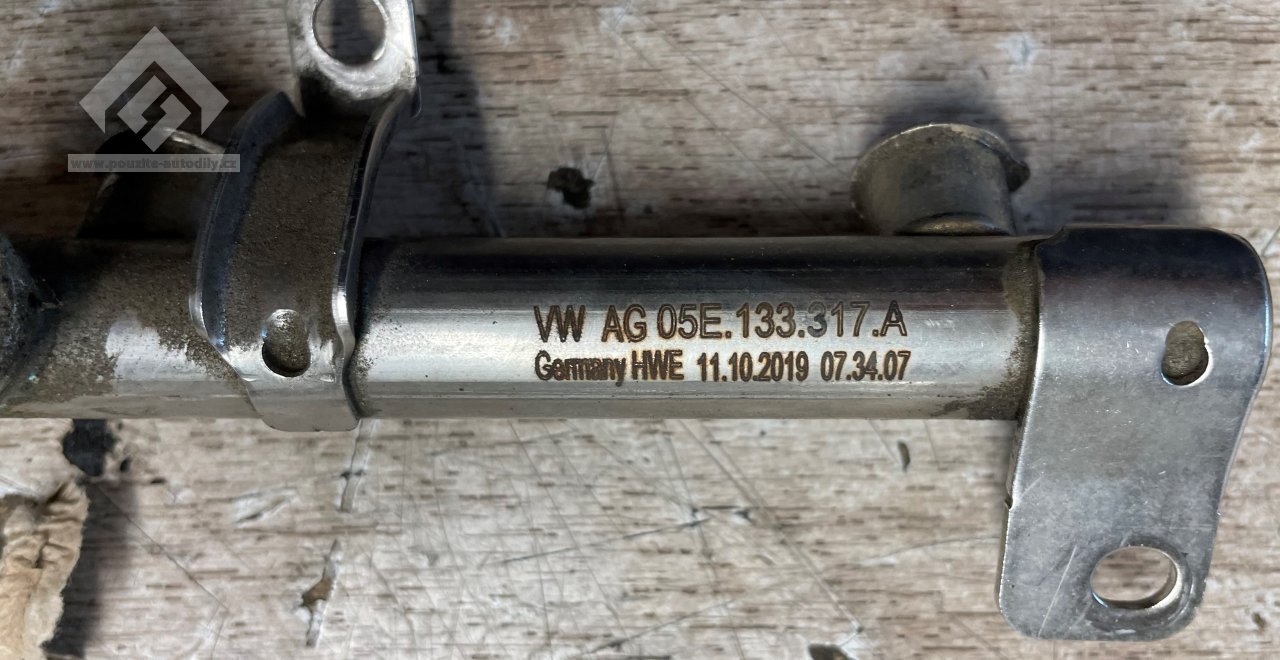 www.pouzite-autodily.cz
VW AG 05E.133.317.A
Germany HWE 11.10.2019 07.34.07